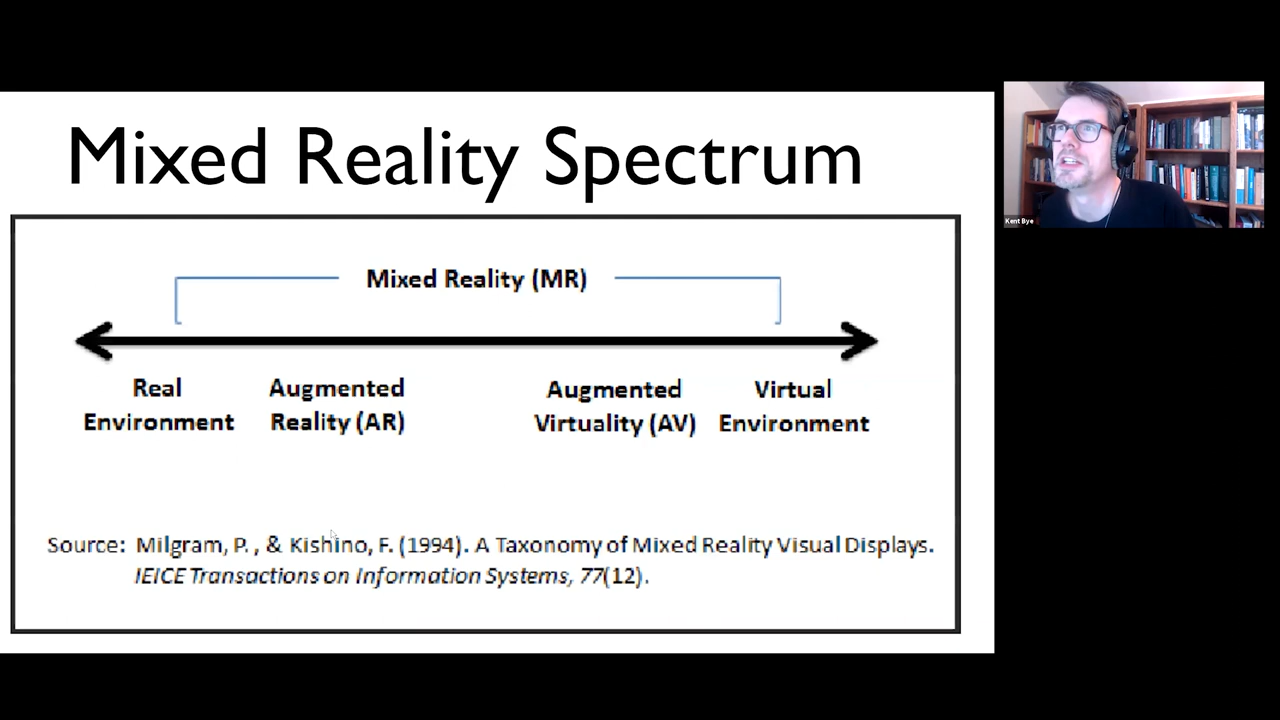 Mixed Reality Spectrum
Mixed Reality (MR)
Real
Environment
Augmented
Reality (AR)
Augmented
Virtuality (AV)
Virtual
Environment
Source: Milgram, P. , & Kishino, F. (1994). A Taxonomy of Mixed Reality Visual Displays.
IEICE Transactions on Information Systems, 77(12).
Kent Bye